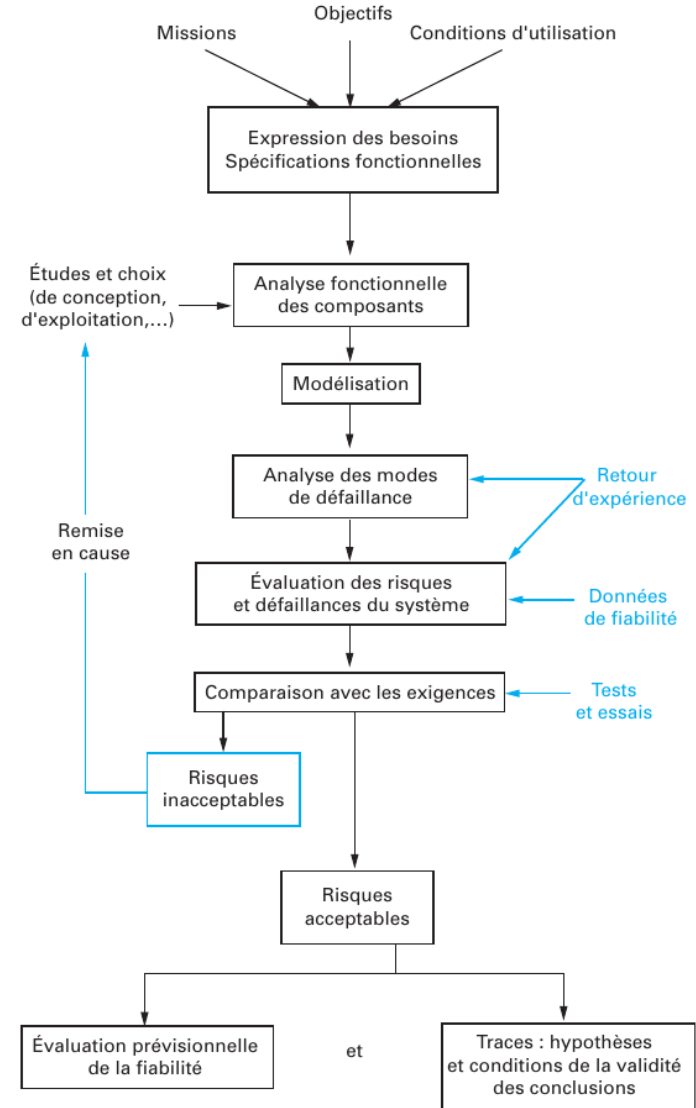 Objectifs
Missions
Conditions d'utilisation
Expression des besoins
Spécifications fonctionnelles
Études et choix
(de conception,
d'exploitation,...)
Analyse fonctionnelle
des composants
Modélisation
Analyse des modes
de défaillance
Retour
d'expérience
Remise
en cause
Évaluation des risques
et défaillances du système
Données
de fiabilité
Comparaison avec les exigences
Tests
et essais
Risques
inacceptables
Risques
acceptables
Évaluation prévisionnelle
de la fiabilité
et
Traces : hypothèses
et conditions de la validité
des conclusions